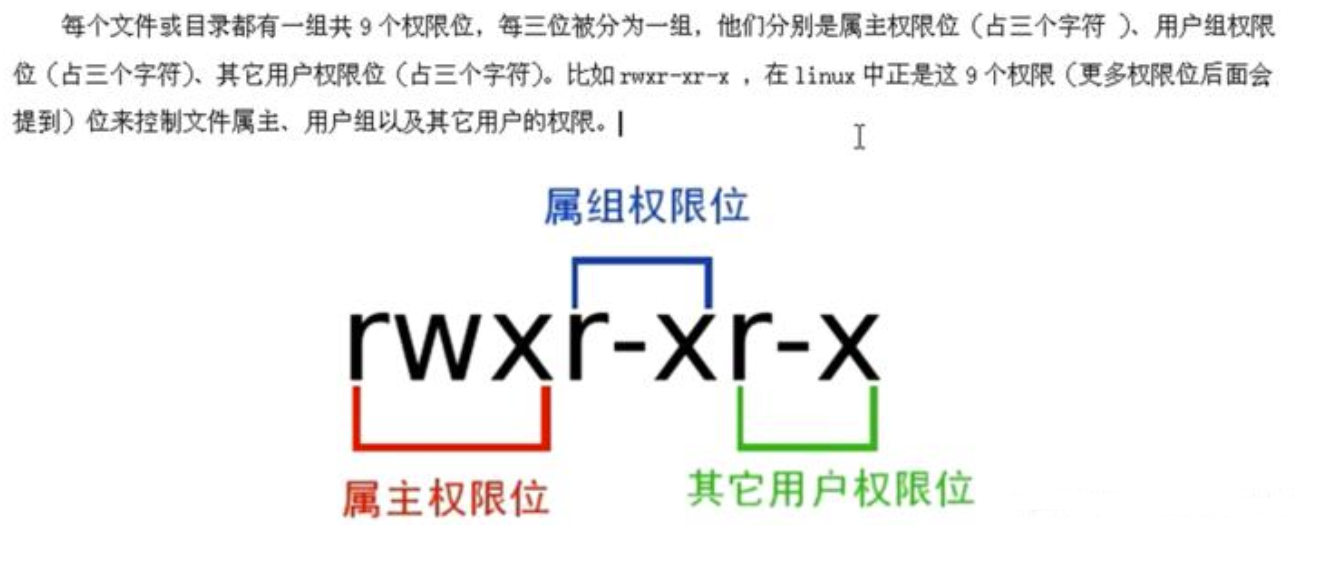 每个文件或目录都有一组共 9 个权限位，每三位被分为一组，他们分别是属主权限位（占三个字符 ）、用户组权限
位（占三个字符）、其它用户权限位（占三个字符）。比如 rwxr-xr-x ，在 linux 中正是这 9 个权限（更多权限位后面会
提到）位来控制文件属主、用户组以及其它用户的权限。
属组权限位
rwxr-xr-x
属主权限位
其它用户权限位